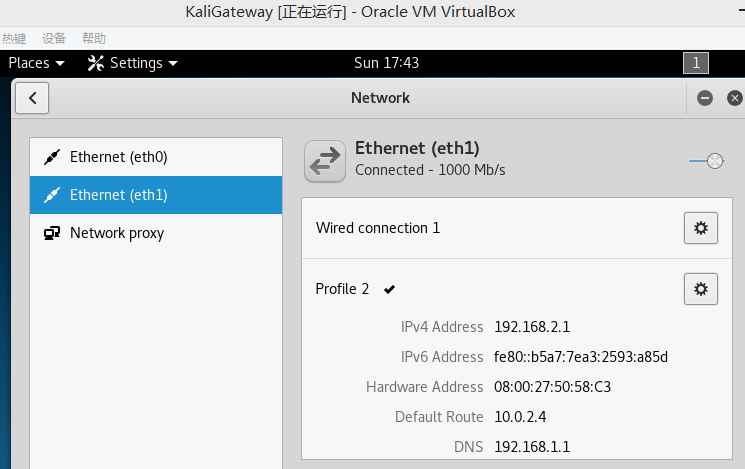 KaliGateway [正在运行] - Oracle VM VirtualBox
热键 设备 帮助
Places Settings Sun 17:43 1
Network
Ethernet (eth0)
Ethernet (eth1)
Network proxy
Ethernet (eth1)
Connected - 1000 Mb/s
Wired connection 1
Profile 2
IPv4 Address 192.168.2.1
IPv6 Address fe80::b5a7:7ea3:2593:a85d
Hardware Address 08:00:27:50:58:C3
Default Route 10.0.2.4
DNS 192.168.1.1